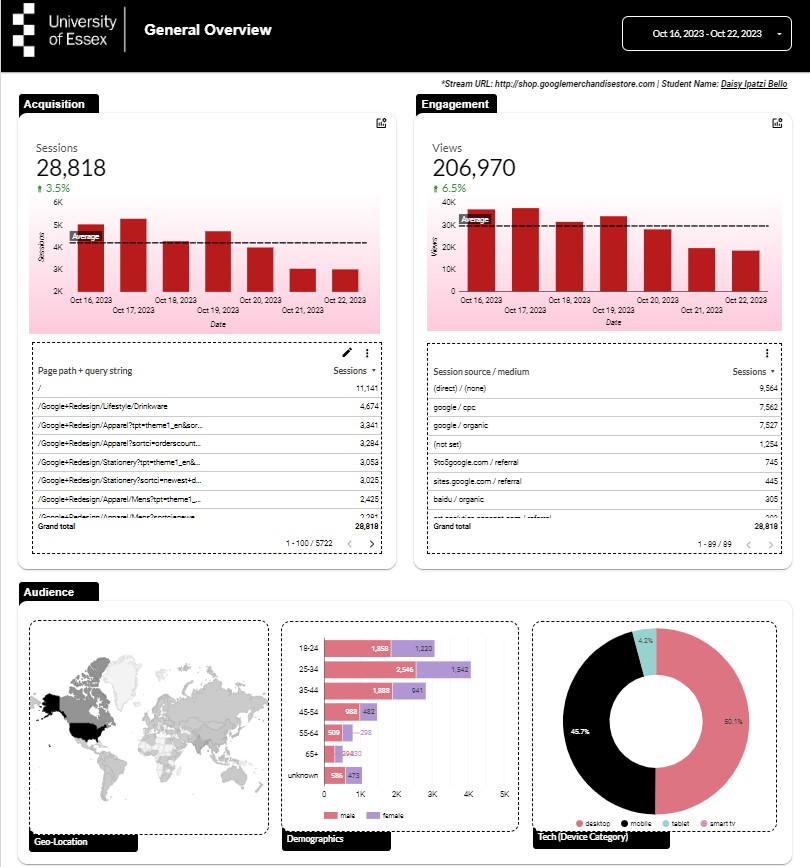 University
of Essex
General Overview
Oct 16, 2023 - Oct 22, 2023
*Stream URL: http://shop.googlemerchandisestore.com | Student Name: Daisy Ipatzi Bello
Acquisition
Sessions
28,818
3.5%
6K
5K
4K
3K
2K
Sessions
Average
Oct 16, 2023
Oct 17, 2023
Oct 18, 2023
Oct 19, 2023
Oct 20, 2023
Oct 21, 2023
Oct 22, 2023
Date
Page path + query string Sessions
/ 11,141
/Google+Redesign/Lifestyle/Drinkware 4,674
/Google+Redesign/Apparel?tpt=theme1_en&sor... 3,341
/Google+Redesign/Apparel?sortci=orderscount... 3,284
/Google+Redesign/Stationery?tpt=theme1_en&... 3,053
/Google+Redesign/Stationery?sortci=newest+d... 3,025
/Google+Redesign/Apparel/Mens?tpt=theme1_... 2,425
/Google+Redesign/Apparel/Mens?sortci=newe...
Grand total 28,818
1 - 100 / 5722
Engagement
Views
206,970
6.5%
40K
30K
20K
10K
0
Views
Average
Oct 16, 2023
Oct 17, 2023
Oct 18, 2023
Oct 19, 2023
Oct 20, 2023
Oct 21, 2023
Oct 22, 2023
Date
Session source / medium Sessions
(direct) / (none) 9,564
google / cpc 7,562
google / organic 7,527
(not set) 1,254
9to5google.com / referral 745
sites.google.com / referral 445
baidu / organic 305
Grand total 28,818
1 - 89 / 89
Audience
Geo-Location
18-24 1,858 1,220
25-34 2,546 1,542
35-44 1,888 941
45-54 988 482
55-64 509 298
65+
unknown 586 473
0 1K 2K 3K 4K 5K
male female
Demographics
4.2%
50.1%
45.7%
desktop mobile tablet smart tv
Tech (Device Category)